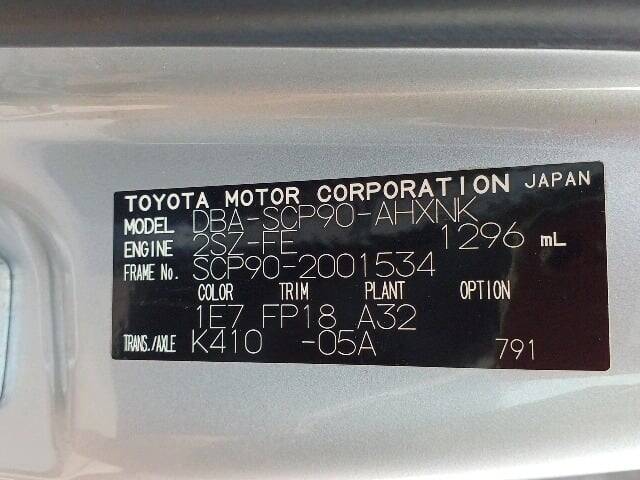 TOYOTA MOTOR CORPORATION JAPAN
MODEL DBA-SCP90-AHXNK
ENGINE 2SZ-FE 1296 mL
FRAME No. SCP90-2001534
COLOR TRIM PLANT OPTION
1E7 FP18 A32
TRANS./AXLE K410 -05A 791